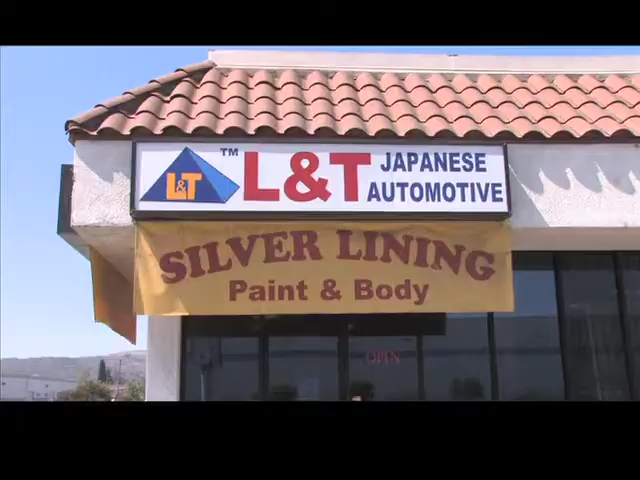 L&T
TM
L&T
JAPANESE
AUTOMOTIVE
SILVER LINING
Paint & Body
OPEN